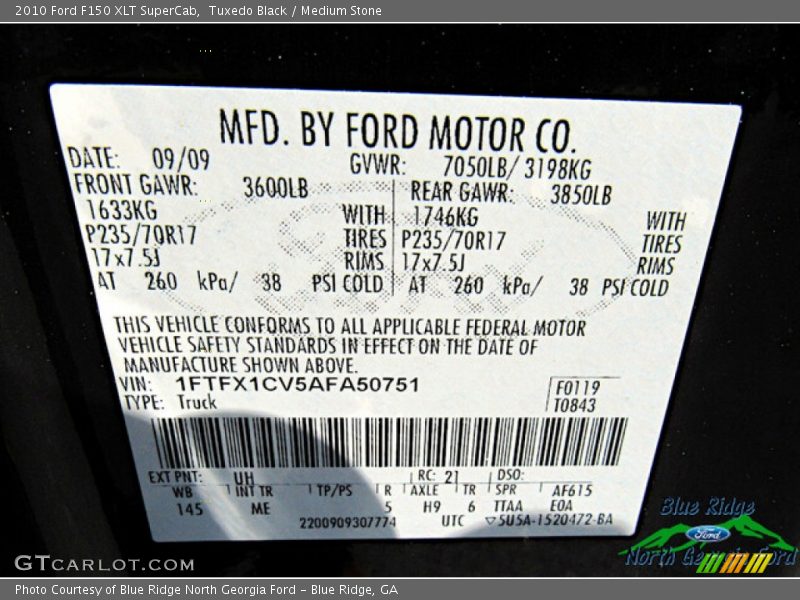 2010 Ford F150 XLT SuperCab,  Tuxedo Black / Medium Stone
MFD. BY FORD MOTOR CO.
DATE: 09/09 GVWR: 7050LB/ 3198KG
FRONT GAWR: 3600LB REAR GAWR: 3850LB
1633KG WITH 1746KG WITH
P235/70R17 TIRES P235/70R17 TIRES
17x7.5J RIMS 17x7.5J RIMS
AT 260 kPa/ 38 PSI COLD AT 260 kPa/ 38 PSI COLD
THIS VEHICLE CONFORMS TO ALL APPLICABLE FEDERAL MOTOR
VEHICLE SAFETY STANDARDS IN EFFECT ON THE DATE OF
MANUFACTURE SHOWN ABOVE.
VIN: 1FTFX1CV5AFA50751 F0119
TYPE: Truck T0843
EXT PNT: UH RC: 21 DSO:
WB INT TR TP/PS R AXLE TR SPR AF615
145 ME 5 H9 6 TTAA EOA
2200909307774 UTC ▽5U5A-1520472-BA
Blue Ridge
Ford
North Georgia Ford
GTCARLOT.COM
Photo Courtesy of Blue Ridge North Georgia Ford – Blue Ridge, GA